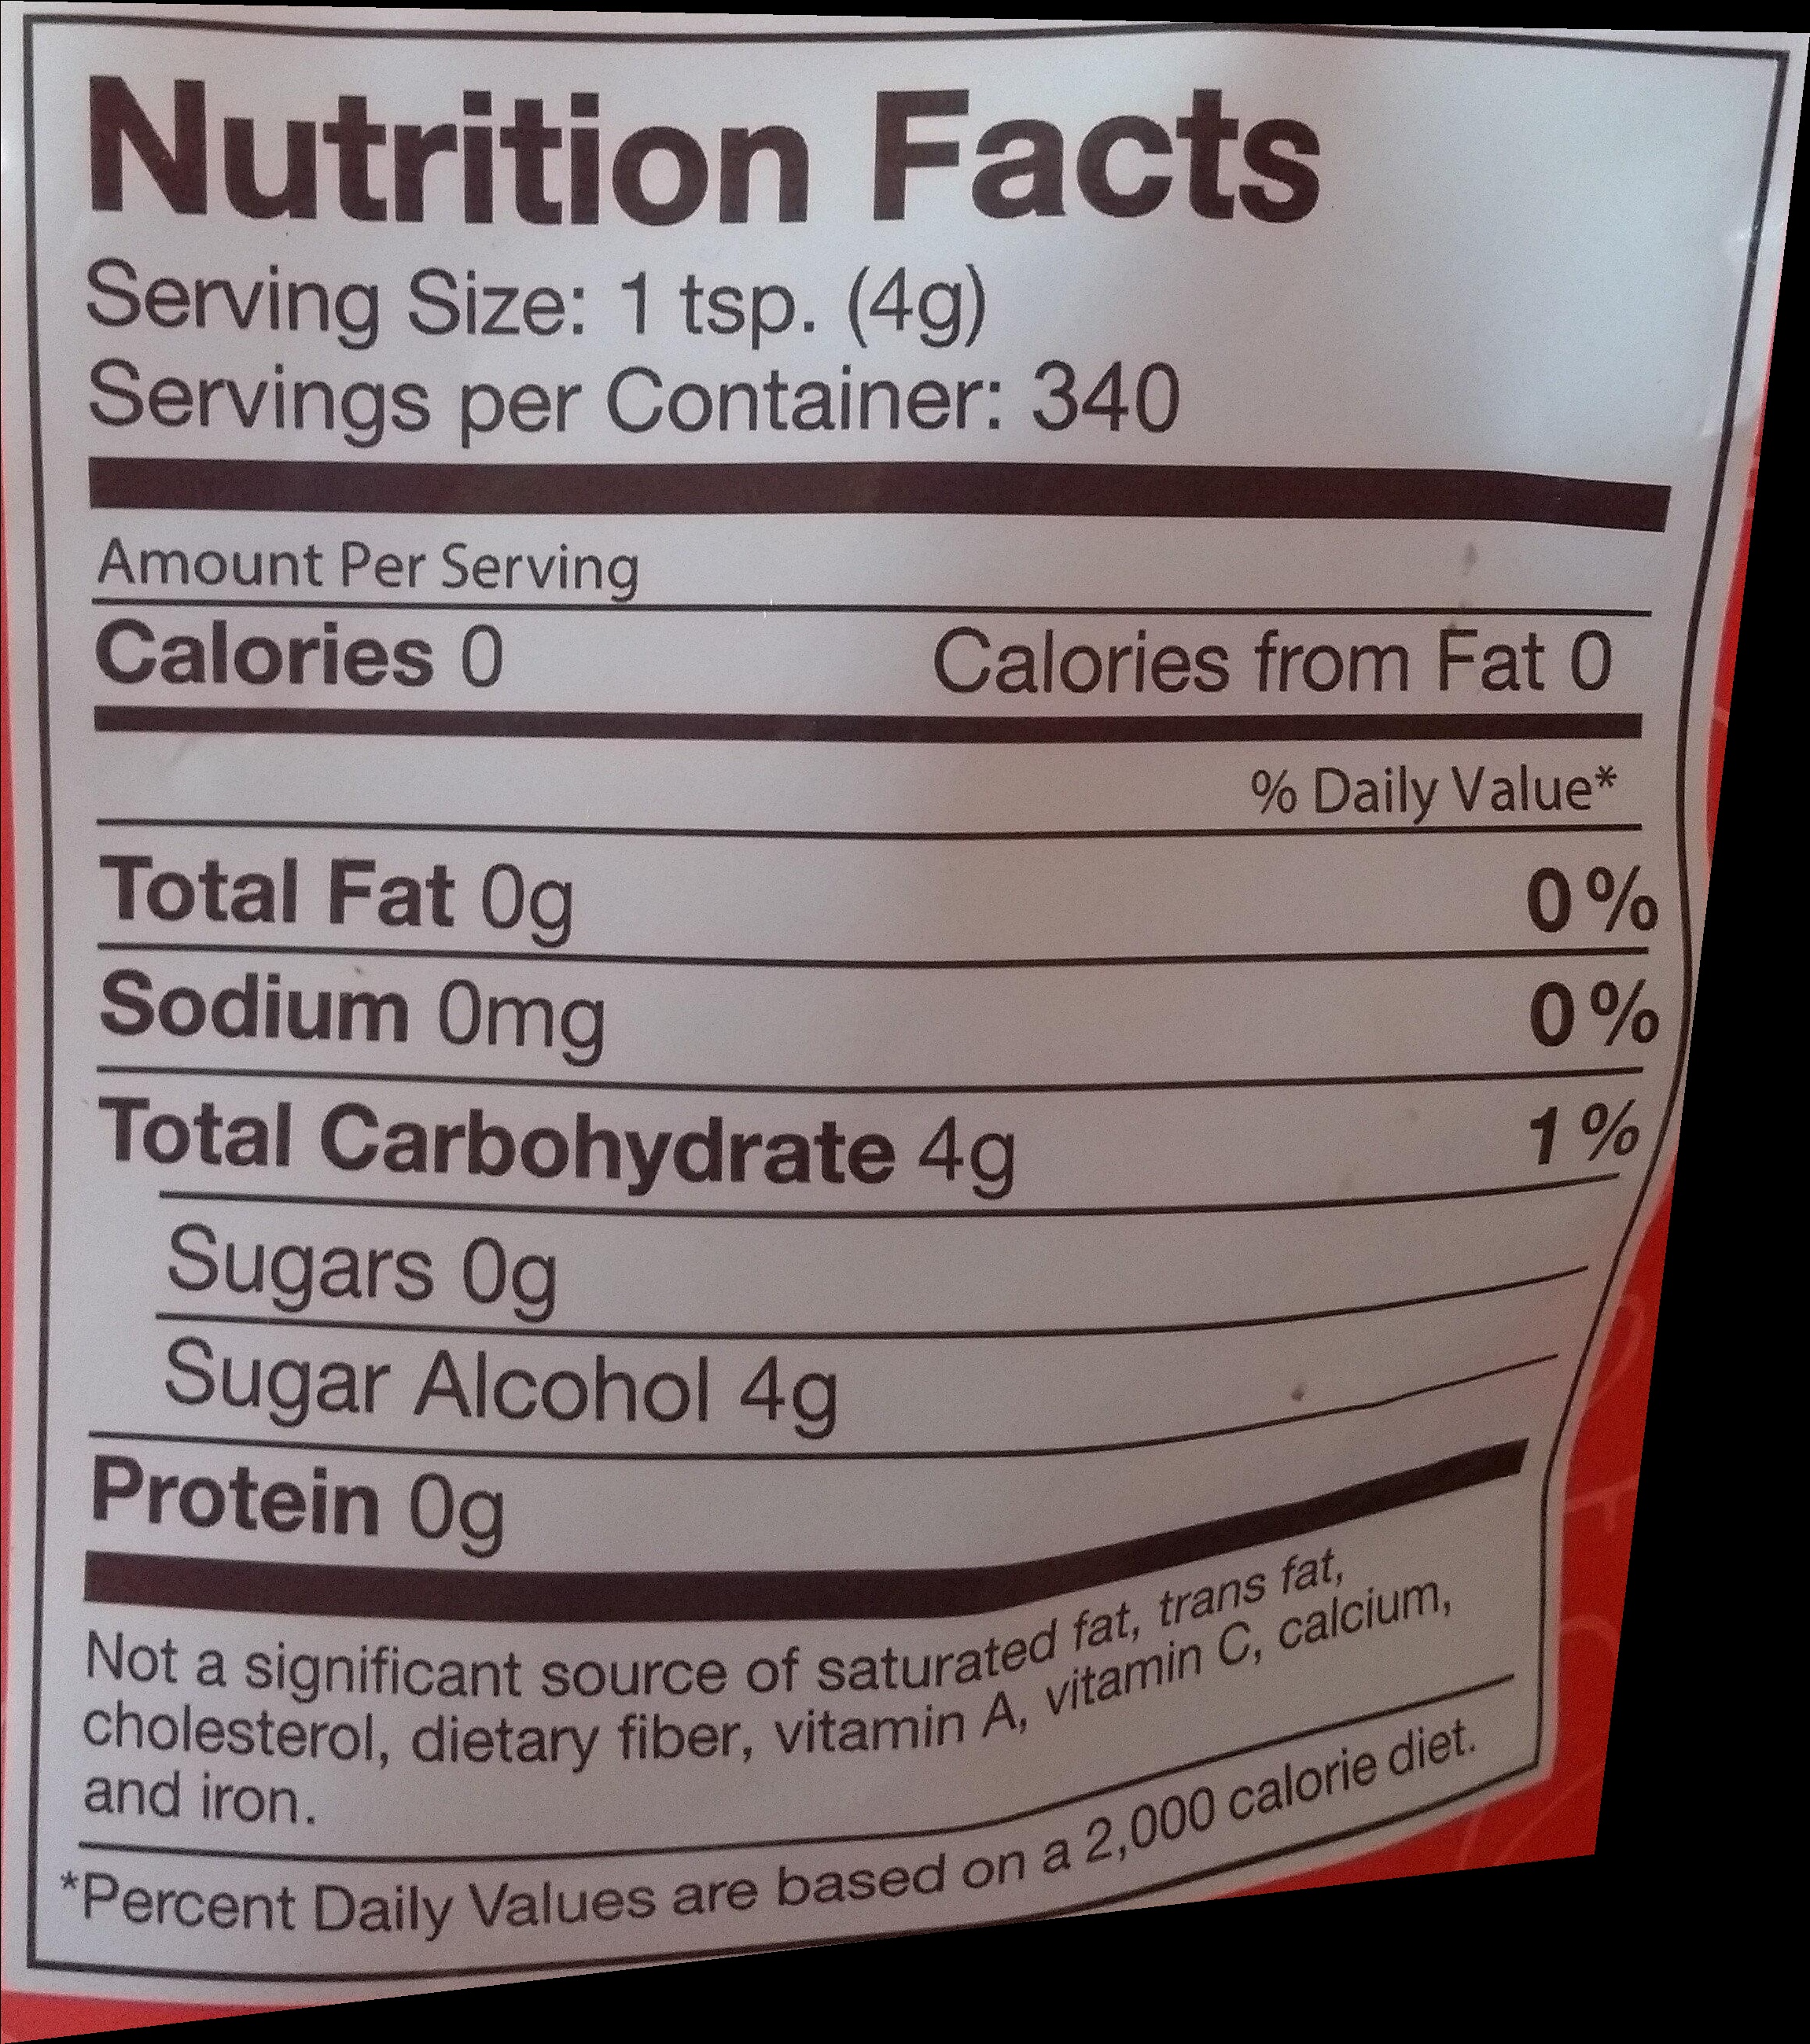 Nutrition Facts
Serving Size: 1 tsp. (4g)
Servings per Container: 340
Amount Per Serving
Calories 0 Calories from Fat 0
% Daily Value*
Total Fat 0g 0%
Sodium 0mg 0%
Total Carbohydrate 4g 1%
Sugars 0g
Sugar Alcohol 4g
Protein 0g
Not a significant source of saturated fat, trans fat,
cholesterol, dietary fiber, vitamin A, vitamin C, calcium,
and iron.
*Percent Daily Values are based on a 2,000 calorie diet.